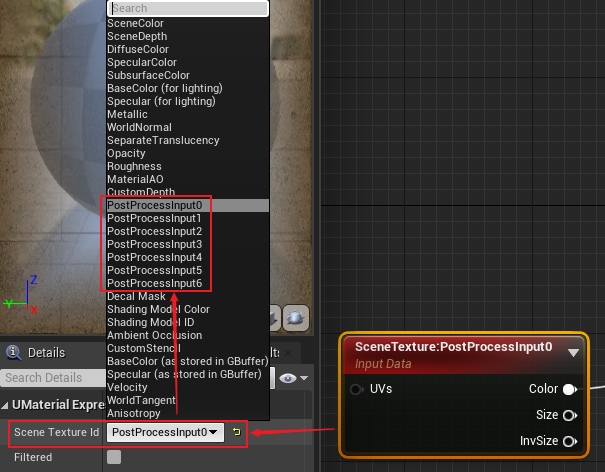 Search
SceneColor
SceneDepth
DiffuseColor
SpecularColor
SubsurfaceColor
BaseColor (for lighting)
Specular (for lighting)
Metallic
WorldNormal
SeparateTranslucency
Opacity
Roughness
MaterialAO
CustomDepth
PostProcessInput0
PostProcessInput1
PostProcessInput2
PostProcessInput3
PostProcessInput4
PostProcessInput5
PostProcessInput6
Decal Mask
Shading Model Color
Shading Model ID
Ambient Occlusion
CustomStencil
BaseColor (as stored in GBuffer)
Specular (as stored in GBuffer)
Velocity
WorldTangent
Anisotropy
Z
Y
X
Details
Search Details
UMaterial Expre
Scene Texture Id
PostProcessInput0
Filtered
SceneTexture:PostProcessInput0
Input Data
UVs
Color
Size
InvSize